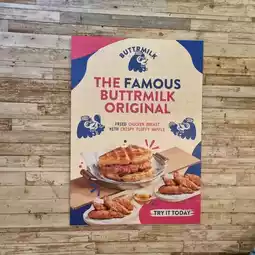 BUTTRMILK
THE FAMOUS
BUTTRMILK
ORIGINAL
FRIED CHICKEN BREAST
WITH CRISPY FLUFFY WAFFLE
TRY IT TODAY